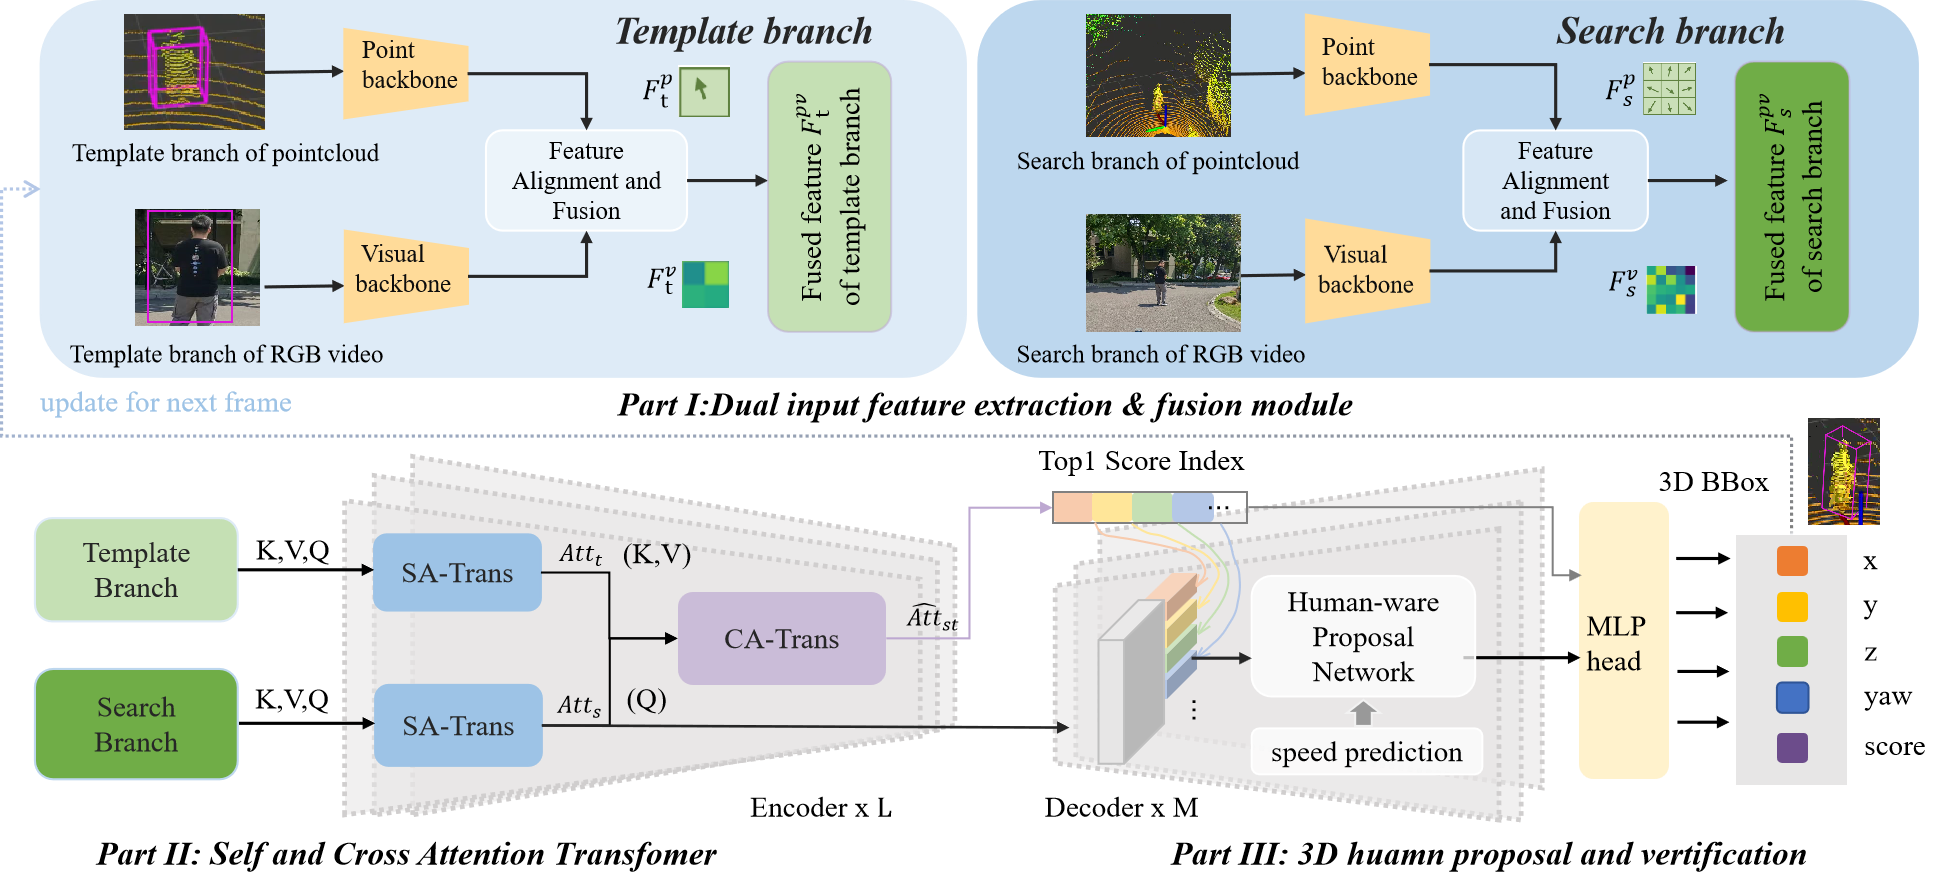 Template branch
Point
backbone
F_t^p
Template branch of pointcloud
Feature
Alignment and
Fusion
Fused feature F_t^pv
of template branch
Visual
backbone
F_t^v
Template branch of RGB video
Search branch
Point
backbone
F_s^p
Search branch of pointcloud
Feature
Alignment
and Fusion
Fused feature F_s^pv
of search branch
Visual
backbone
F_s^v
Search branch of RGB video
update for next frame
Part I:Dual input feature extraction & fusion module
Template
Branch
K,V,Q
SA-Trans
Att_t
(K,V)
Search
Branch
K,V,Q
SA-Trans
Att_s
(Q)
CA-Trans
\widehat{Att}_{st}
Encoder x L
Part II: Self and Cross Attention Transfomer
Top1 Score Index
...
Human-ware
Proposal
Network
⋮
speed prediction
Decoder x M
MLP
head
3D BBox
x
y
z
yaw
score
Part III: 3D huamn proposal and vertification